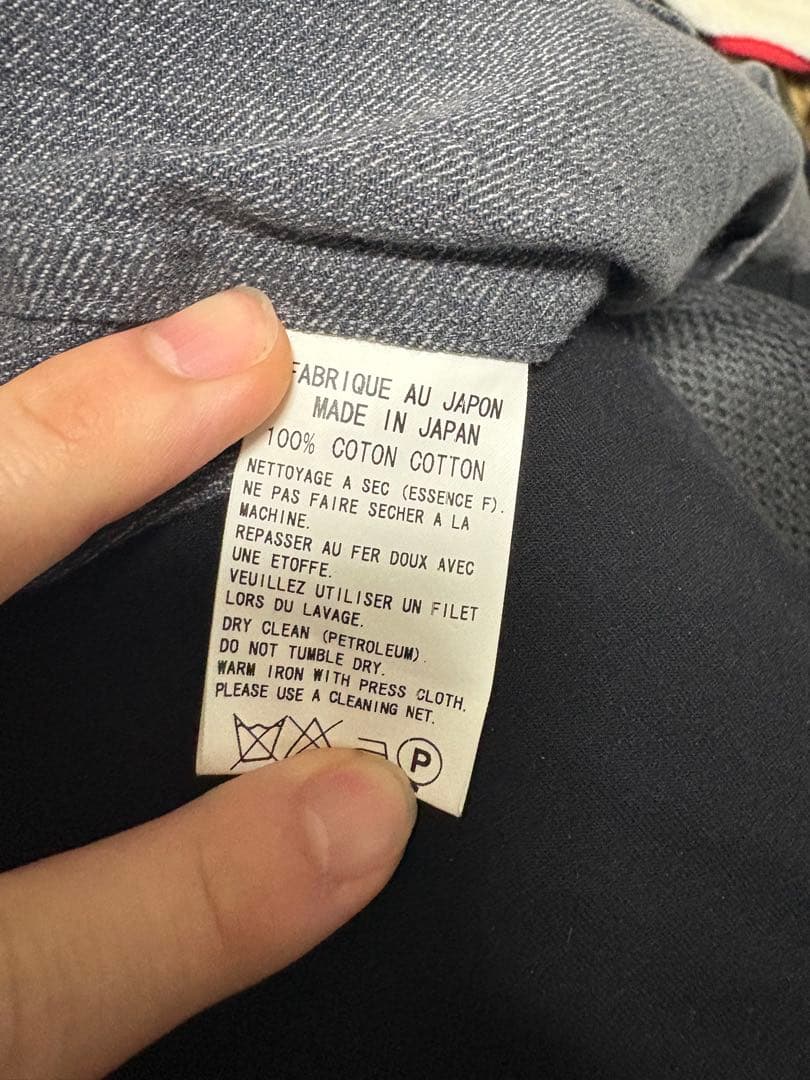 FABRIQUE AU JAPON
MADE IN JAPAN
100% COTON COTTON
NETTOYAGE A SEC (ESSENCE F).
NE PAS FAIRE SECHER A LA
MACHINE.
REPASSER AU FER DOUX AVEC
UNE ETOFFE.
VEUILLEZ UTILISER UN FILET
LORS DU LAVAGE.
DRY CLEAN (PETROLEUM).
DO NOT TUMBLE DRY.
WARM IRON WITH PRESS CLOTH.
PLEASE USE A CLEANING NET.
P